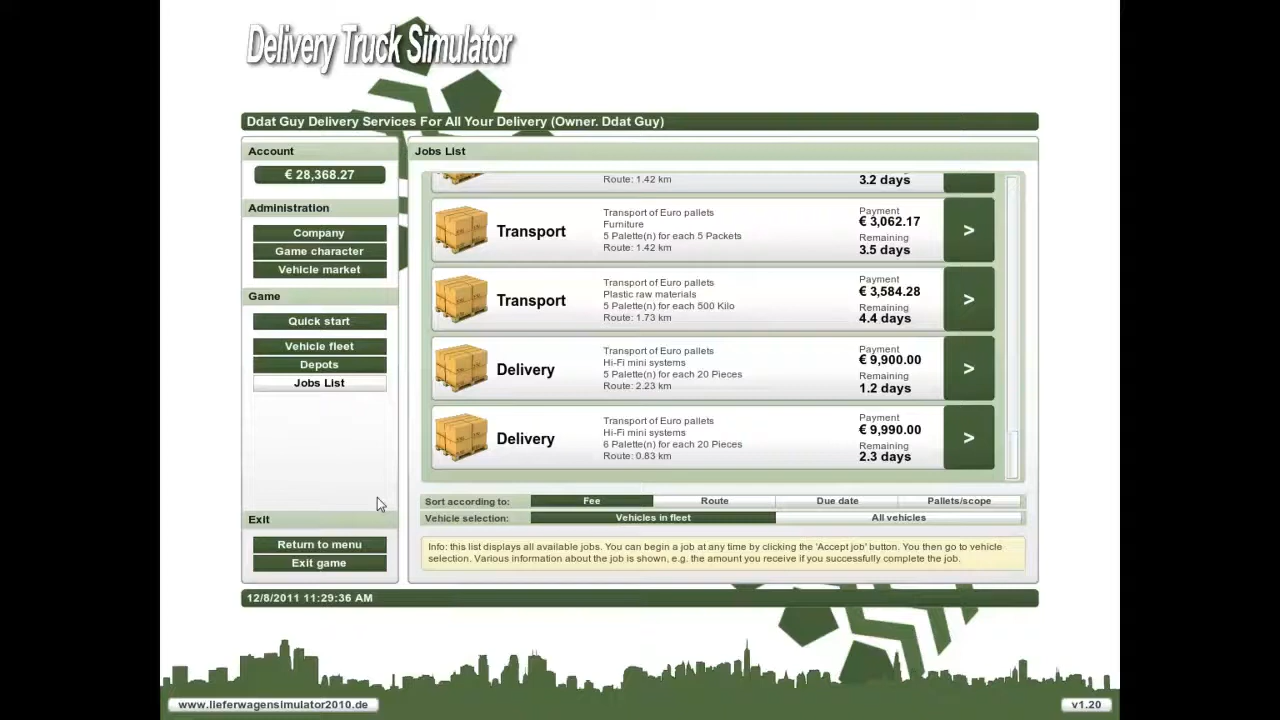 Delivery Truck Simulator
Ddat Guy Delivery Services For All Your Delivery (Owner. Ddat Guy)
Account
€ 28,368.27
Administration
Company
Game character
Vehicle market
Game
Quick start
Vehicle fleet
Depots
Jobs List
Exit
Return to menu
Exit game
Jobs List
Route: 1.42 km
3.2 days
Transport
Transport of Euro pallets
Furniture
5 Palette(n) for each 5 Packets
Route: 1.42 km
Payment
€ 3,062.17
Remaining
3.5 days
>
Transport
Transport of Euro pallets
Plastic raw materials
5 Palette(n) for each 500 Kilo
Route: 1.73 km
Payment
€ 3,584.28
Remaining
4.4 days
>
Delivery
Transport of Euro pallets
Hi-Fi mini systems
5 Palette(n) for each 20 Pieces
Route: 2.23 km
Payment
€ 9,900.00
Remaining
1.2 days
>
Delivery
Transport of Euro pallets
Hi-Fi mini systems
6 Palette(n) for each 20 Pieces
Route: 0.83 km
Payment
€ 9,990.00
Remaining
2.3 days
>
Sort according to: Fee Route Due date Pallets/scope
Vehicle selection: Vehicles in fleet All vehicles
Info: this list displays all available jobs. You can begin a job at any time by clicking the 'Accept job' button. You then go to vehicle
selection. Various information about the job is shown, e.g. the amount you receive if you successfully complete the job.
12/8/2011 11:29:36 AM
www.lieferwagensimulator2010.de
v1.20